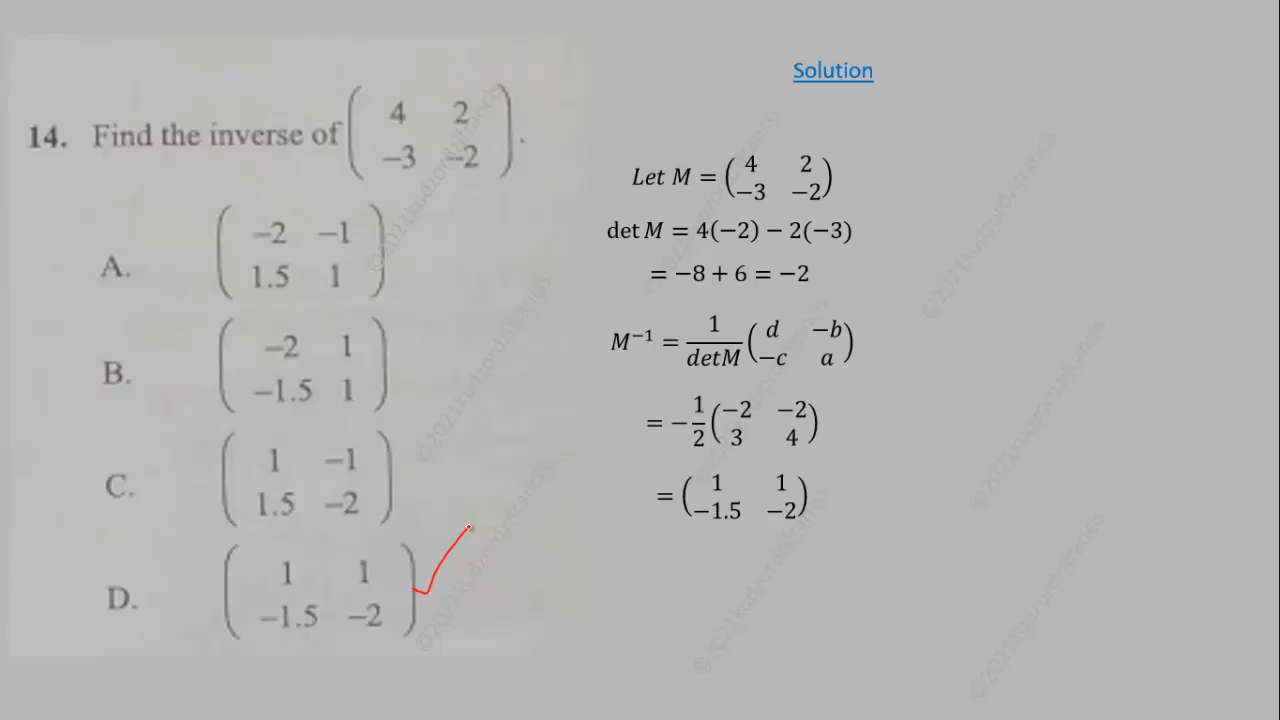 14. Find the inverse of ( 4 2
-3 -2 ).
A. ( -2 -1
1.5 1 )
B. ( -2 1
-1.5 1 )
C. ( 1 -1
1.5 -2 )
D. ( 1 1
-1.5 -2 )
Solution
Let M = ( 4 2
-3 -2 )
det M = 4(-2) - 2(-3)
= -8 + 6 = -2
M⁻¹ = 1/detM ( d -b
-c a )
= -1/2 ( -2 -2
3 4 )
= ( 1 1
-1.5 -2 )